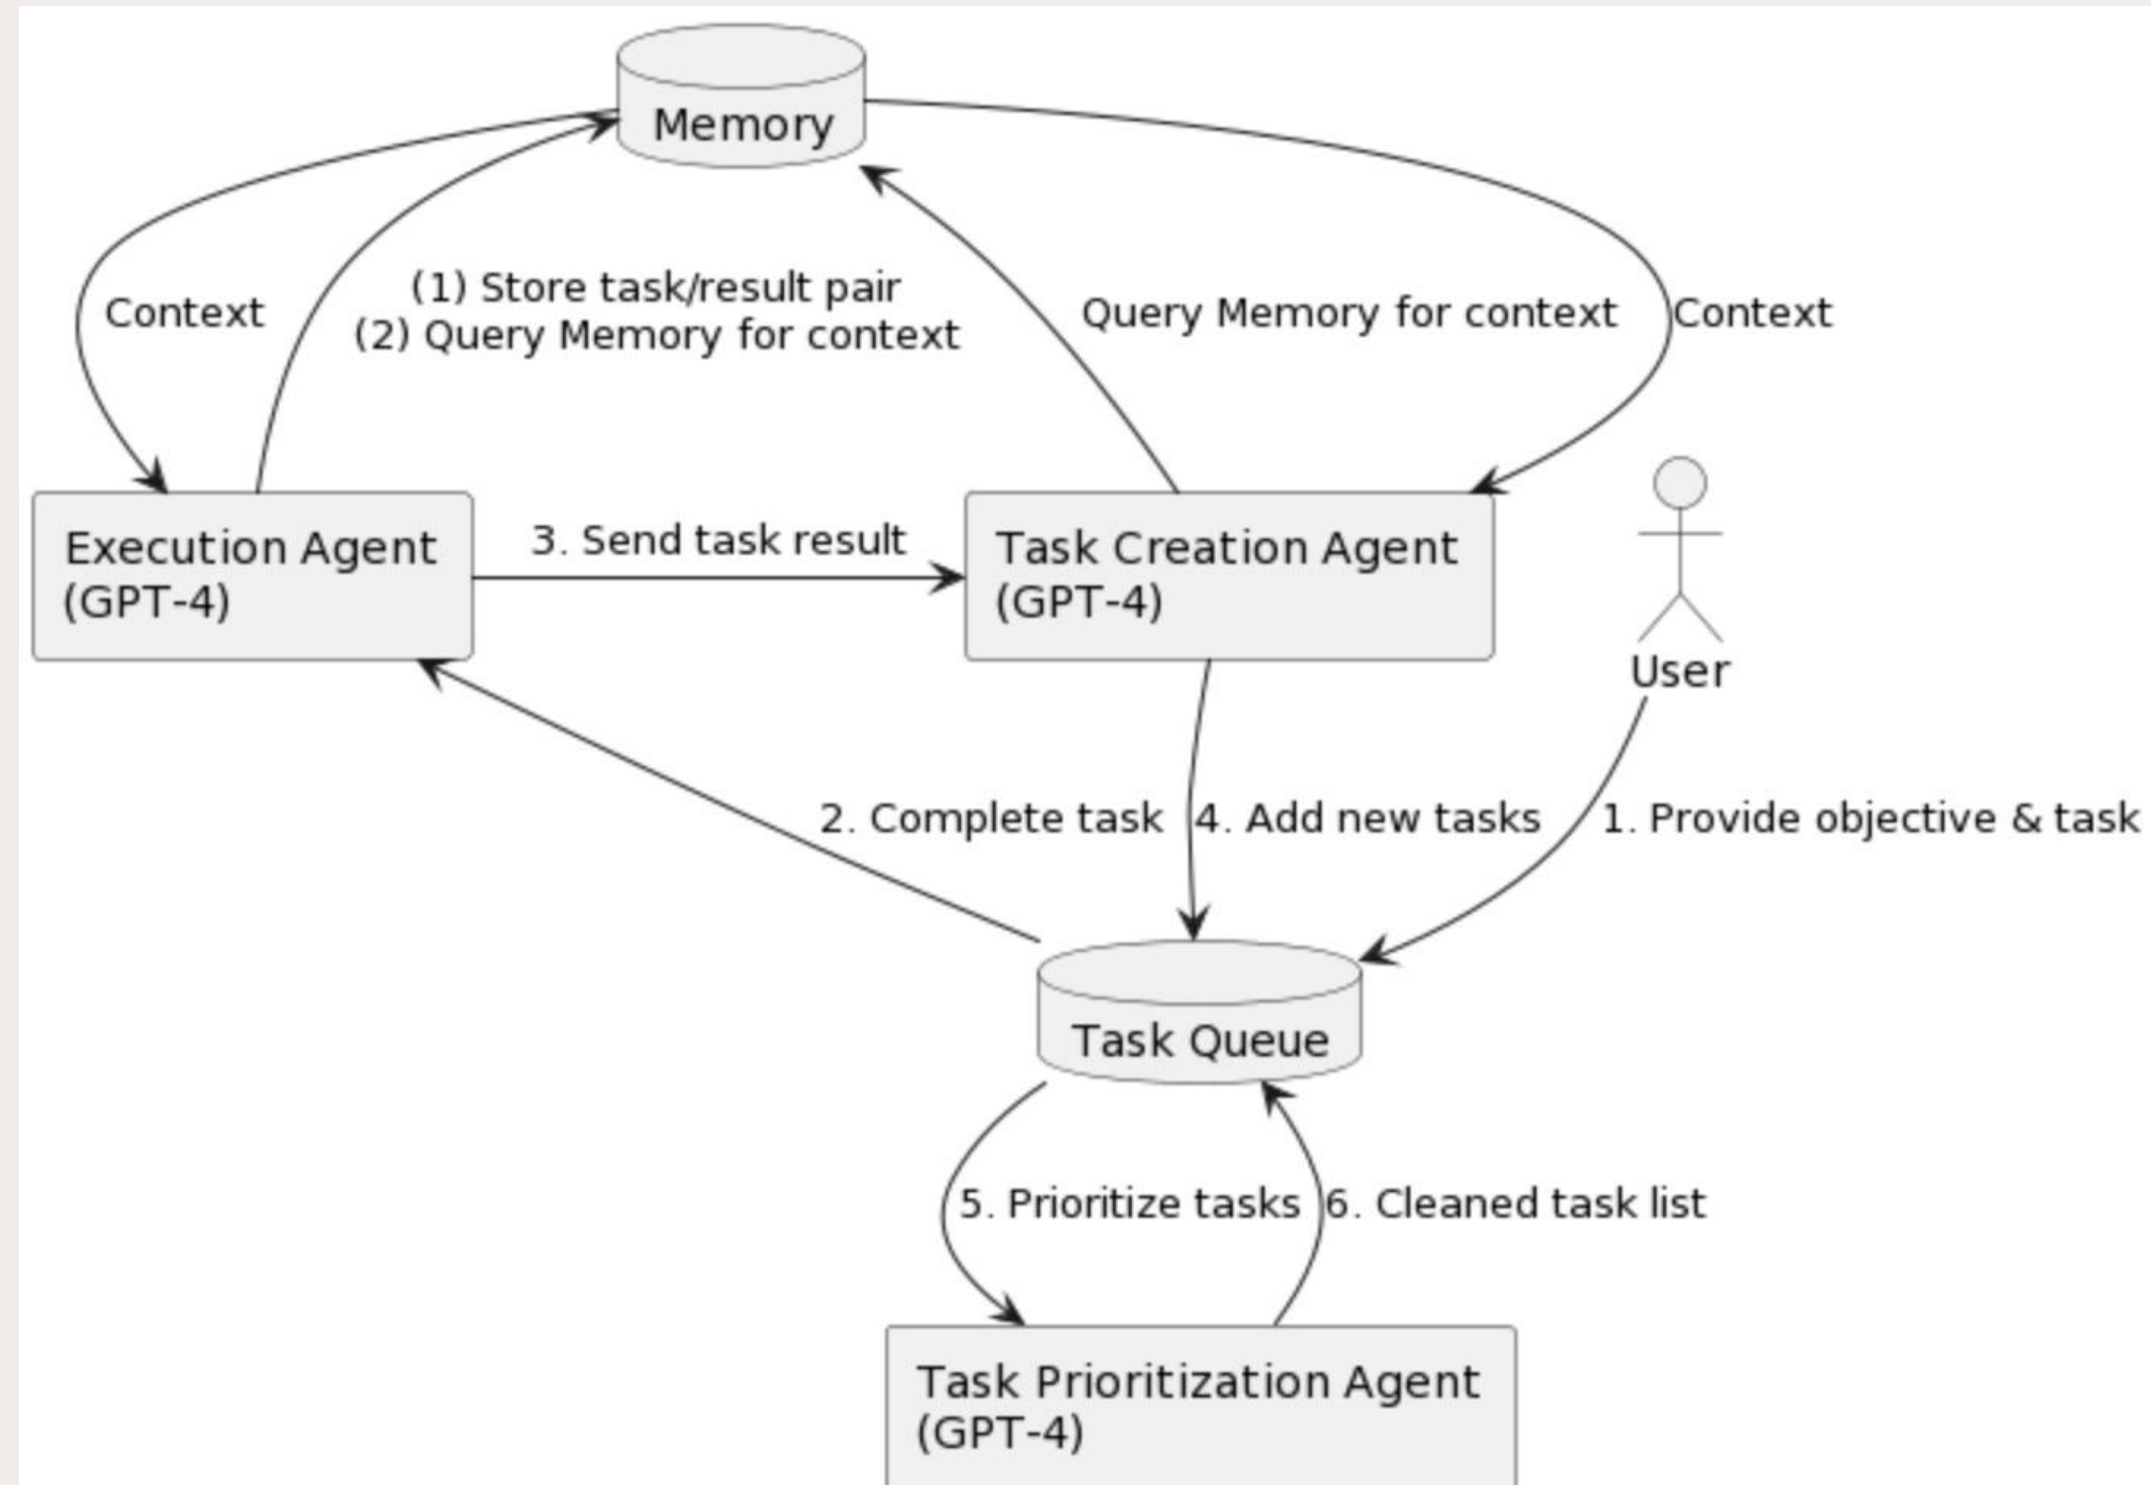 Memory
Context
(1) Store task/result pair
(2) Query Memory for context
Query Memory for context
Context
Execution Agent
(GPT-4)
3. Send task result
Task Creation Agent
(GPT-4)
User
2. Complete task
4. Add new tasks
1. Provide objective & task
Task Queue
5. Prioritize tasks
6. Cleaned task list
Task Prioritization Agent
(GPT-4)